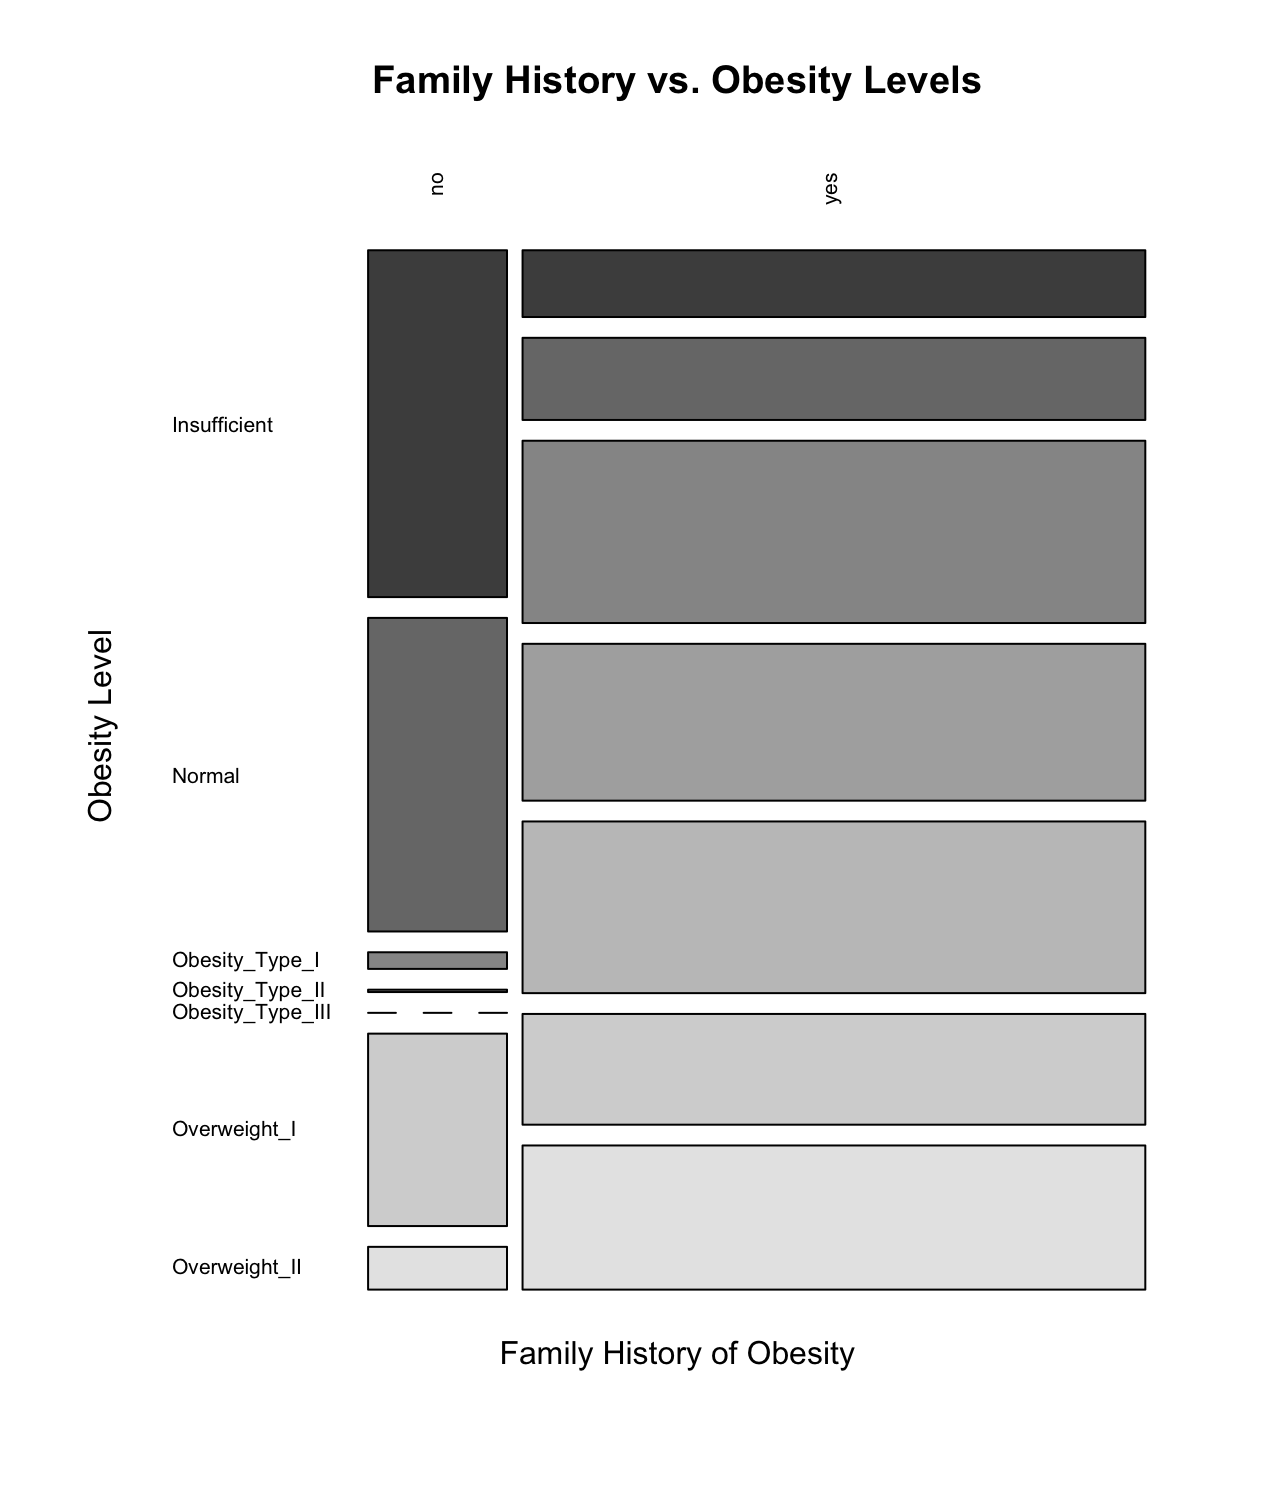 Family History vs. Obesity Levels
no
yes
Insufficient
Normal
Obesity_Type_I
Obesity_Type_II
Obesity_Type_III
Overweight_I
Overweight_II
Obesity Level
Family History of Obesity